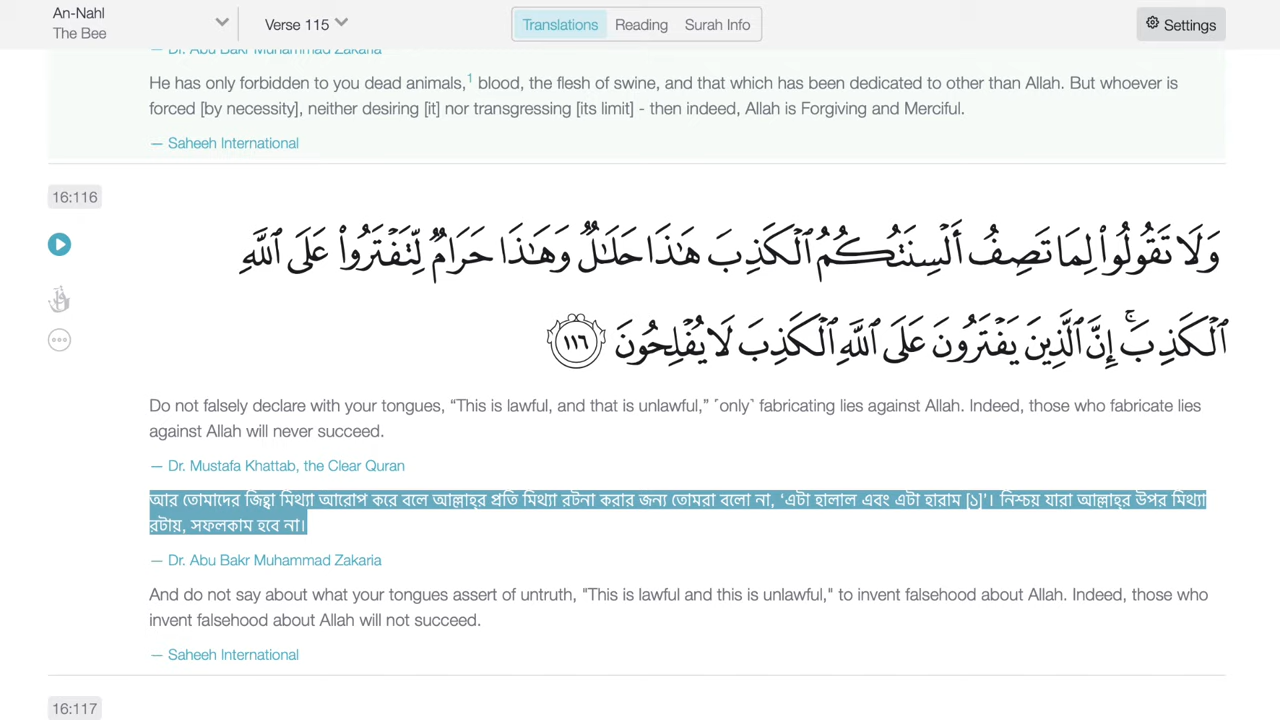 An-Nahl
The Bee
Verse 115
Translations Reading Surah Info
Settings
— Dr. Abu Bakr Muhammad Zakaria
He has only forbidden to you dead animals,1 blood, the flesh of swine, and that which has been dedicated to other than Allah. But whoever is
forced [by necessity], neither desiring [it] nor transgressing [its limit] - then indeed, Allah is Forgiving and Merciful.
— Saheeh International
16:116
وَلَا تَقُولُوا۟ لِمَا تَصِفُ أَلْسِنَتُكُمُ ٱلْكَذِبَ هَـٰذَا حَلَـٰلٌ وَهَـٰذَا حَرَامٌ لِّتَفْتَرُوا۟ عَلَى ٱللَّهِ
ٱلْكَذِبَ ۚ إِنَّ ٱلَّذِينَ يَفْتَرُونَ عَلَى ٱللَّهِ ٱلْكَذِبَ لَا يُفْلِحُونَ ١١٦
Do not falsely declare with your tongues, “This is lawful, and that is unlawful,” ˹only˺ fabricating lies against Allah. Indeed, those who fabricate lies
against Allah will never succeed.
— Dr. Mustafa Khattab, the Clear Quran
আর তোমাদের জিহ্বা মিথ্যা আরোপ করে বলে আল্লাহ্‌র প্রতি মিথ্যা রটনা করার জন্য তোমরা বলো না, ‘এটা হালাল এবং এটা হারাম [১]’। নিশ্চয় যারা আল্লাহ্‌র উপর মিথ্যা
রটায়, সফলকাম হবে না।
— Dr. Abu Bakr Muhammad Zakaria
And do not say about what your tongues assert of untruth, "This is lawful and this is unlawful," to invent falsehood about Allah. Indeed, those who
invent falsehood about Allah will not succeed.
— Saheeh International
16:117